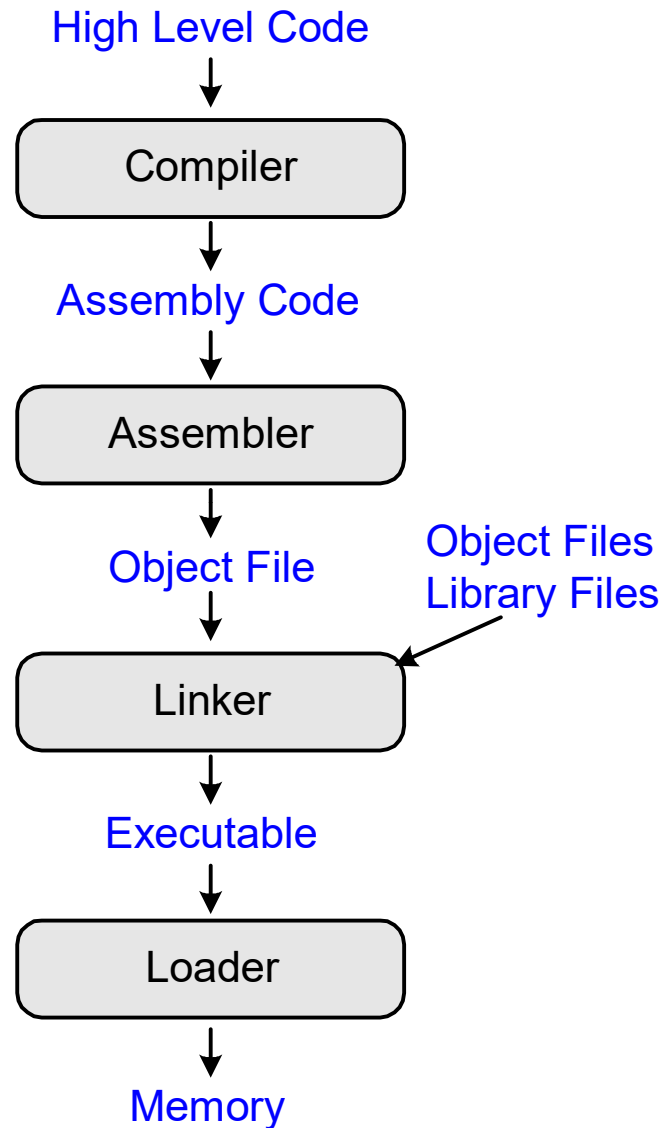 High Level Code
Compiler
Assembly Code
Assembler
Object File
Object Files
Library Files
Linker
Executable
Loader
Memory